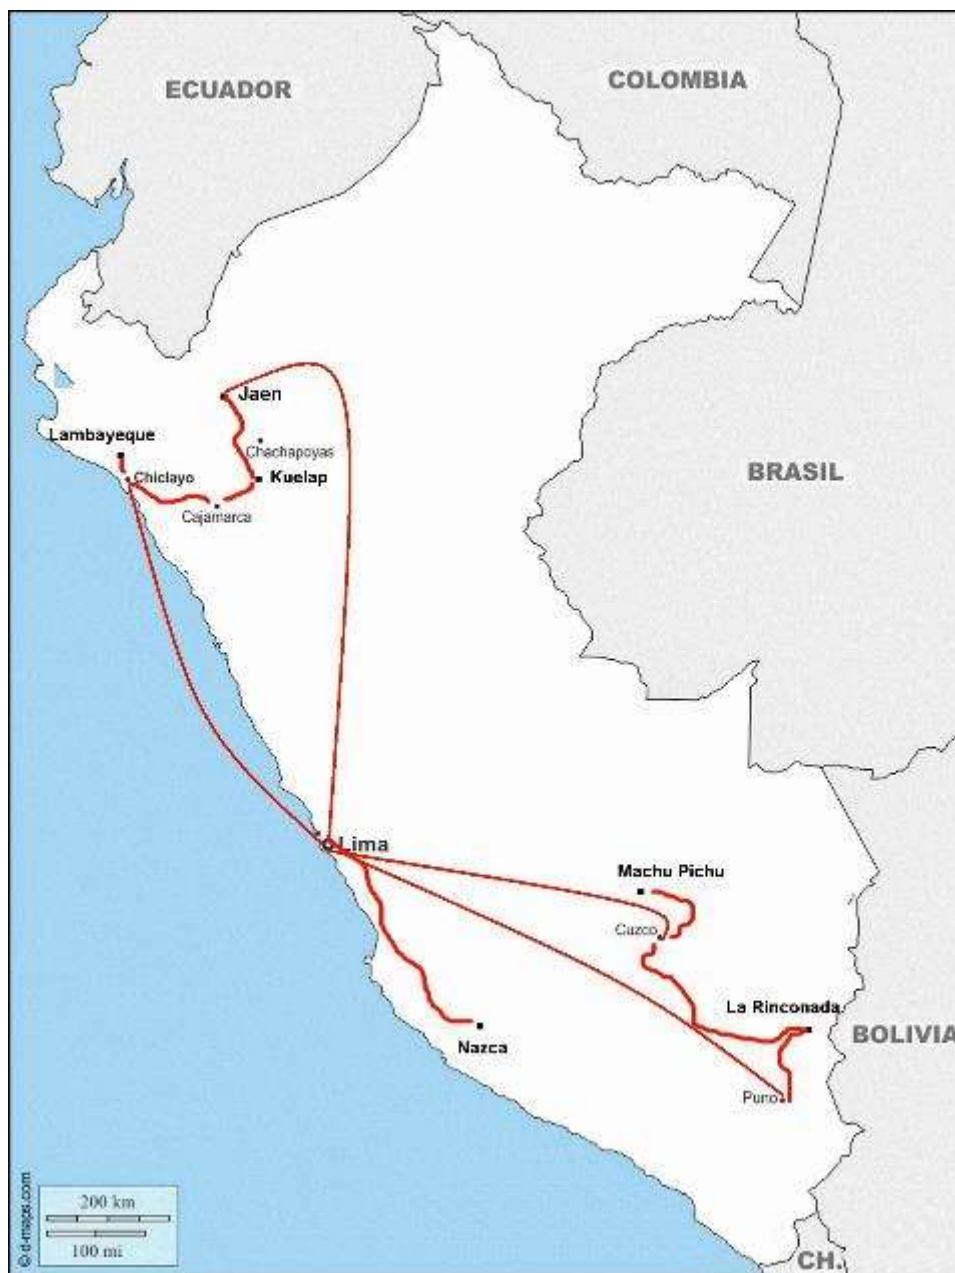 ECUADOR
COLOMBIA
Jaen
Lambayeque
Chachapoyas
Chiclayo
Kuelap
BRASIL
Cajamarca
Lima
Machu Pichu
Cuzco
La Rinconada
BOLIVIA
Nazca
Puno
200 km
100 mi
© d-maps.com
CH.